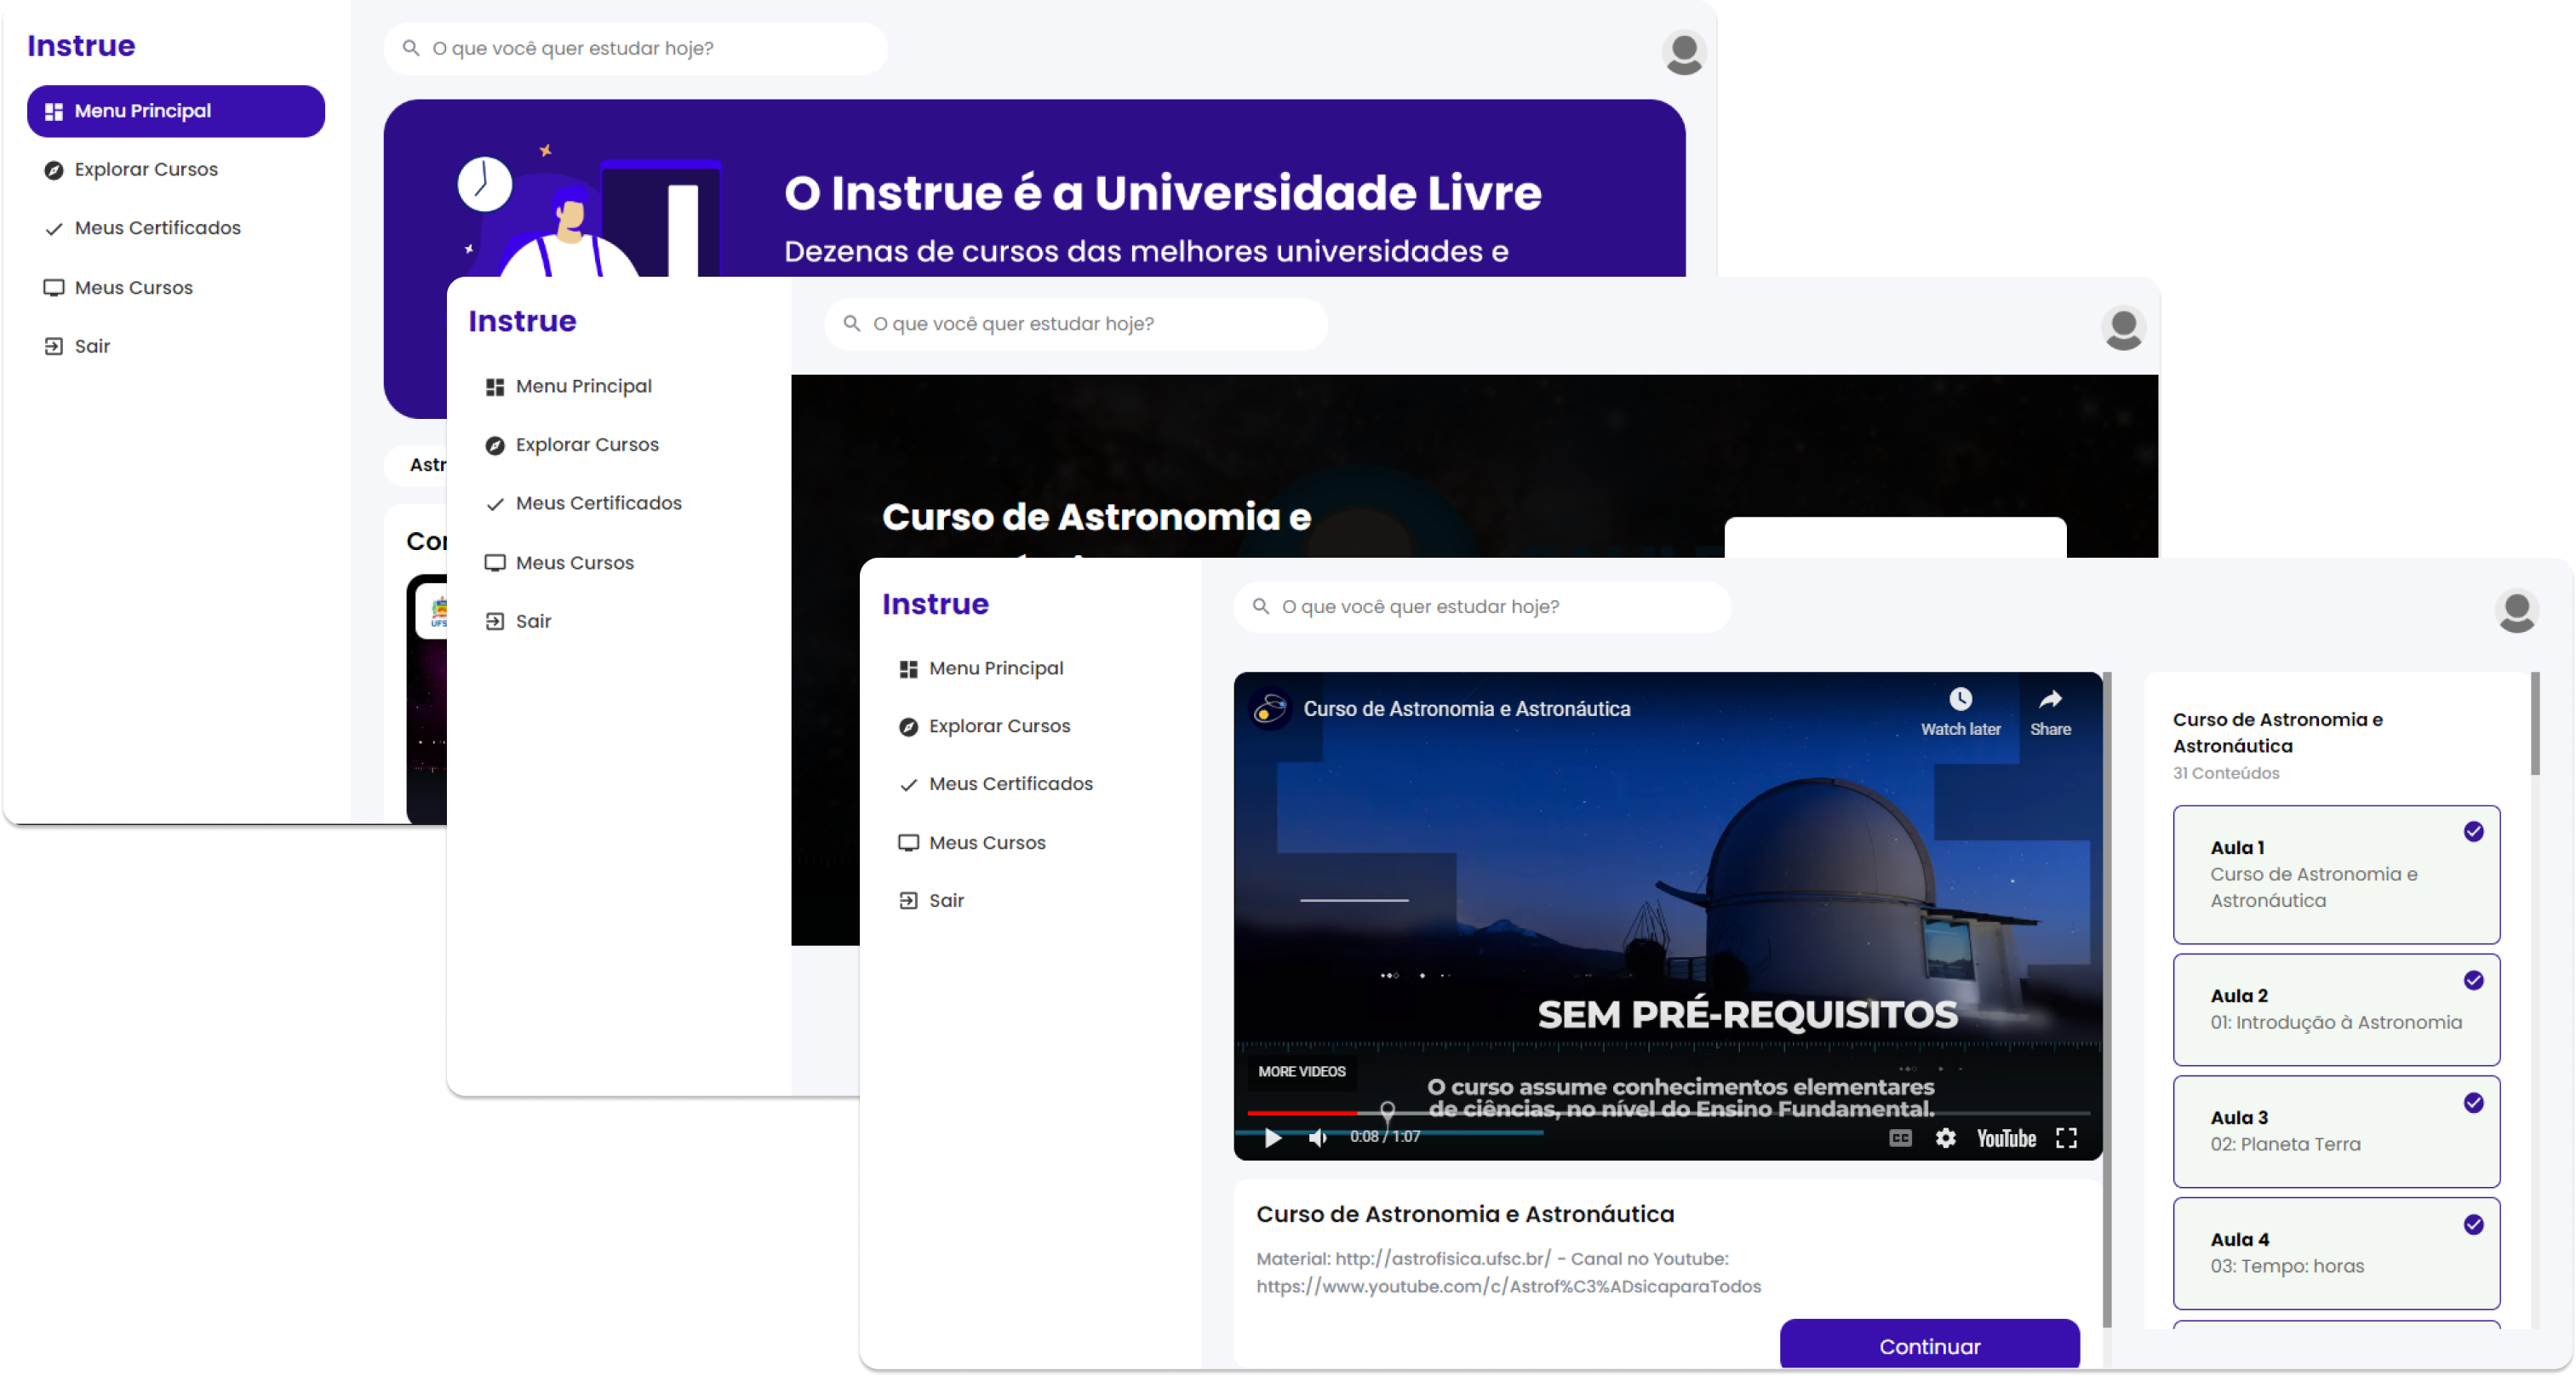 Instrue
Menu Principal
Explorar Cursos
Meus Certificados
Meus Cursos
Sair
O que você quer estudar hoje?
O Instrue é a Universidade Livre
Dezenas de cursos das melhores universidades e
Instrue
Menu Principal
Explorar Cursos
Meus Certificados
Meus Cursos
Sair
O que você quer estudar hoje?
Curso de Astronomia e
Instrue
Menu Principal
Explorar Cursos
Meus Certificados
Meus Cursos
Sair
O que você quer estudar hoje?
Curso de Astronomia e Astronáutica
Watch later
Share
SEM PRÉ-REQUISITOS
MORE VIDEOS
O curso assume conhecimentos elementares
de ciências, no nível do Ensino Fundamental.
0:08 / 1:07
CC
YouTube
Curso de Astronomia e Astronáutica
Material: http://astrofisica.ufsc.br/ - Canal no Youtube:
https://www.youtube.com/c/Astrof%C3%ADsicaparaTodos
Continuar
Curso de Astronomia e
Astronáutica
31 Conteúdos
Aula 1
Curso de Astronomia e
Astronáutica
Aula 2
01: Introdução à Astronomia
Aula 3
02: Planeta Terra
Aula 4
03: Tempo: horas